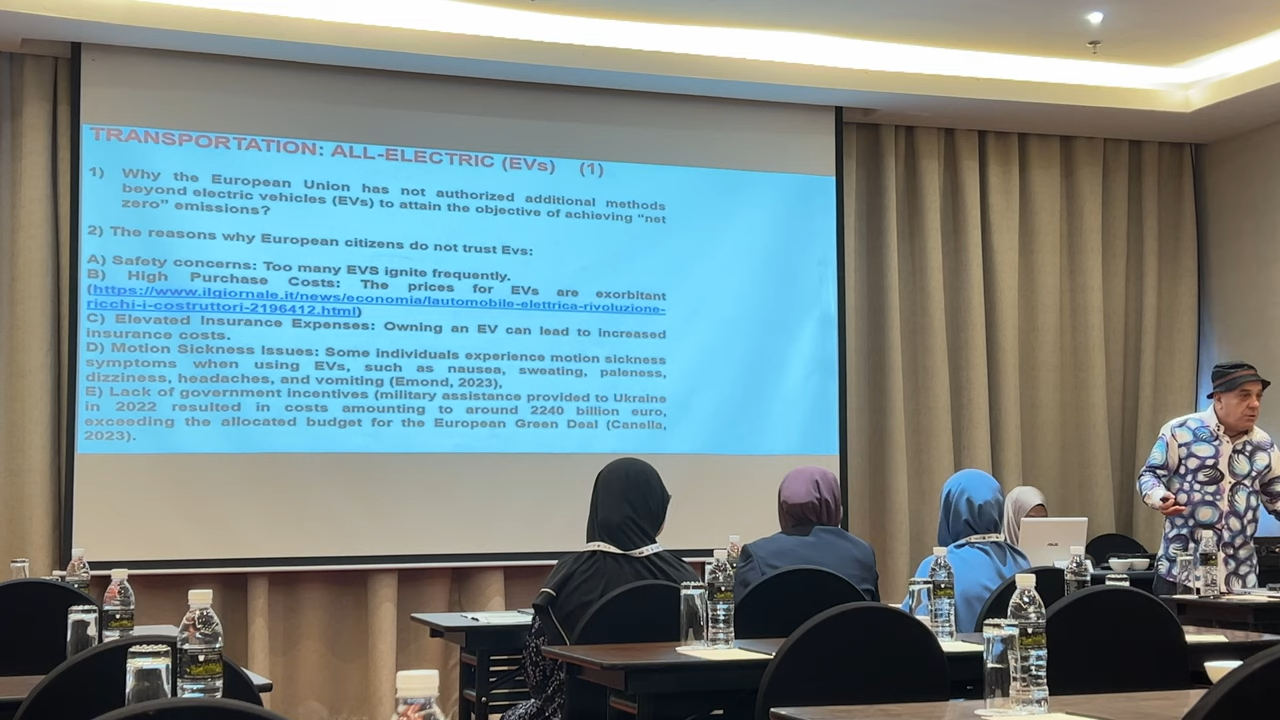 TRANSPORTATION: ALL-ELECTRIC (EVs) (1)
1) Why the European Union has not authorized additional methods
beyond electric vehicles (EVs) to attain the objective of achieving “net
zero” emissions?
2) The reasons why European citizens do not trust Evs:
A) Safety concerns: Too many EVS ignite frequently.
B) High Purchase Costs: The prices for EVs are exorbitant
(https://www.ilgiornale.it/news/economia/lautomobile-elettrica-rivoluzione-
ricchi-i-costruttori-2196412.html)
C) Elevated Insurance Expenses: Owning an EV can lead to increased
insurance costs.
D) Motion Sickness Issues: Some individuals experience motion sickness
symptoms when using EVs, such as nausea, sweating, paleness,
dizziness, headaches, and vomiting (Emond, 2023),
E) Lack of government incentives (military assistance provided to Ukraine
in 2022 resulted in costs amounting to around 2240 billion euro,
exceeding the allocated budget for the European Green Deal (Canella,
2023).